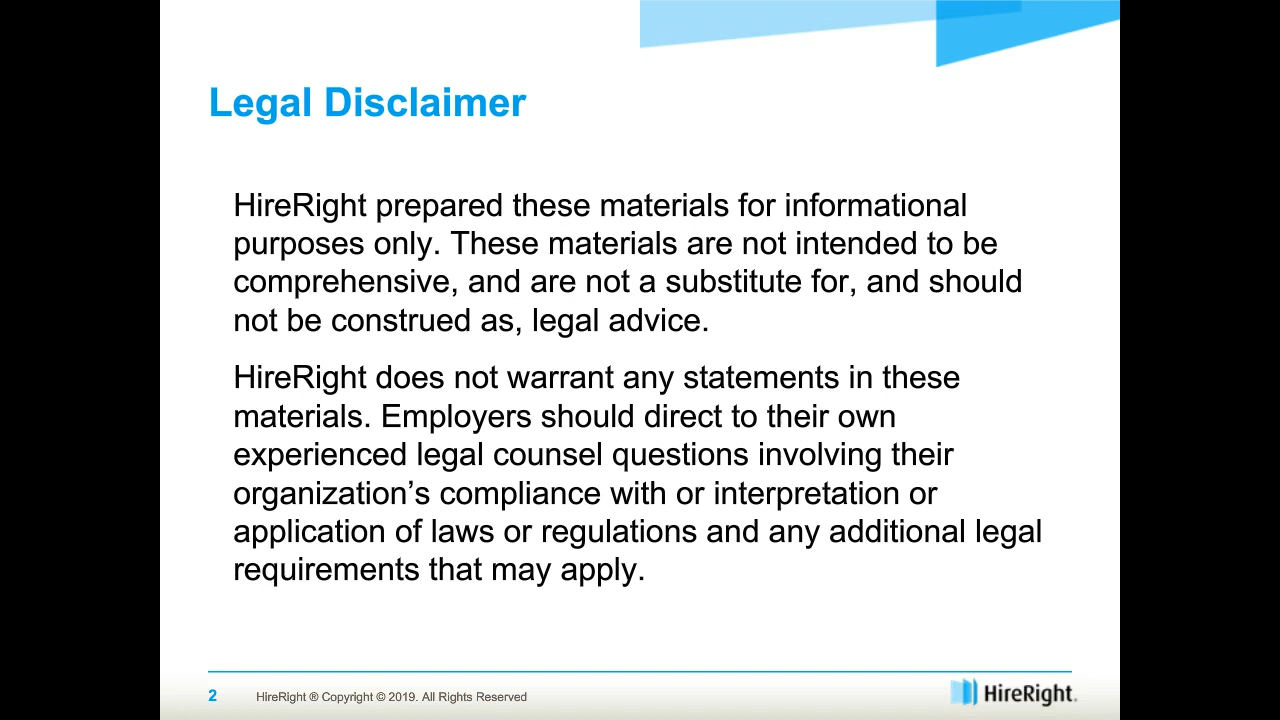 Legal Disclaimer
HireRight prepared these materials for informational
purposes only. These materials are not intended to be
comprehensive, and are not a substitute for, and should
not be construed as, legal advice.
HireRight does not warrant any statements in these
materials. Employers should direct to their own
experienced legal counsel questions involving their
organization’s compliance with or interpretation or
application of laws or regulations and any additional legal
requirements that may apply.
2 HireRight ® Copyright © 2019. All Rights Reserved
HireRight.